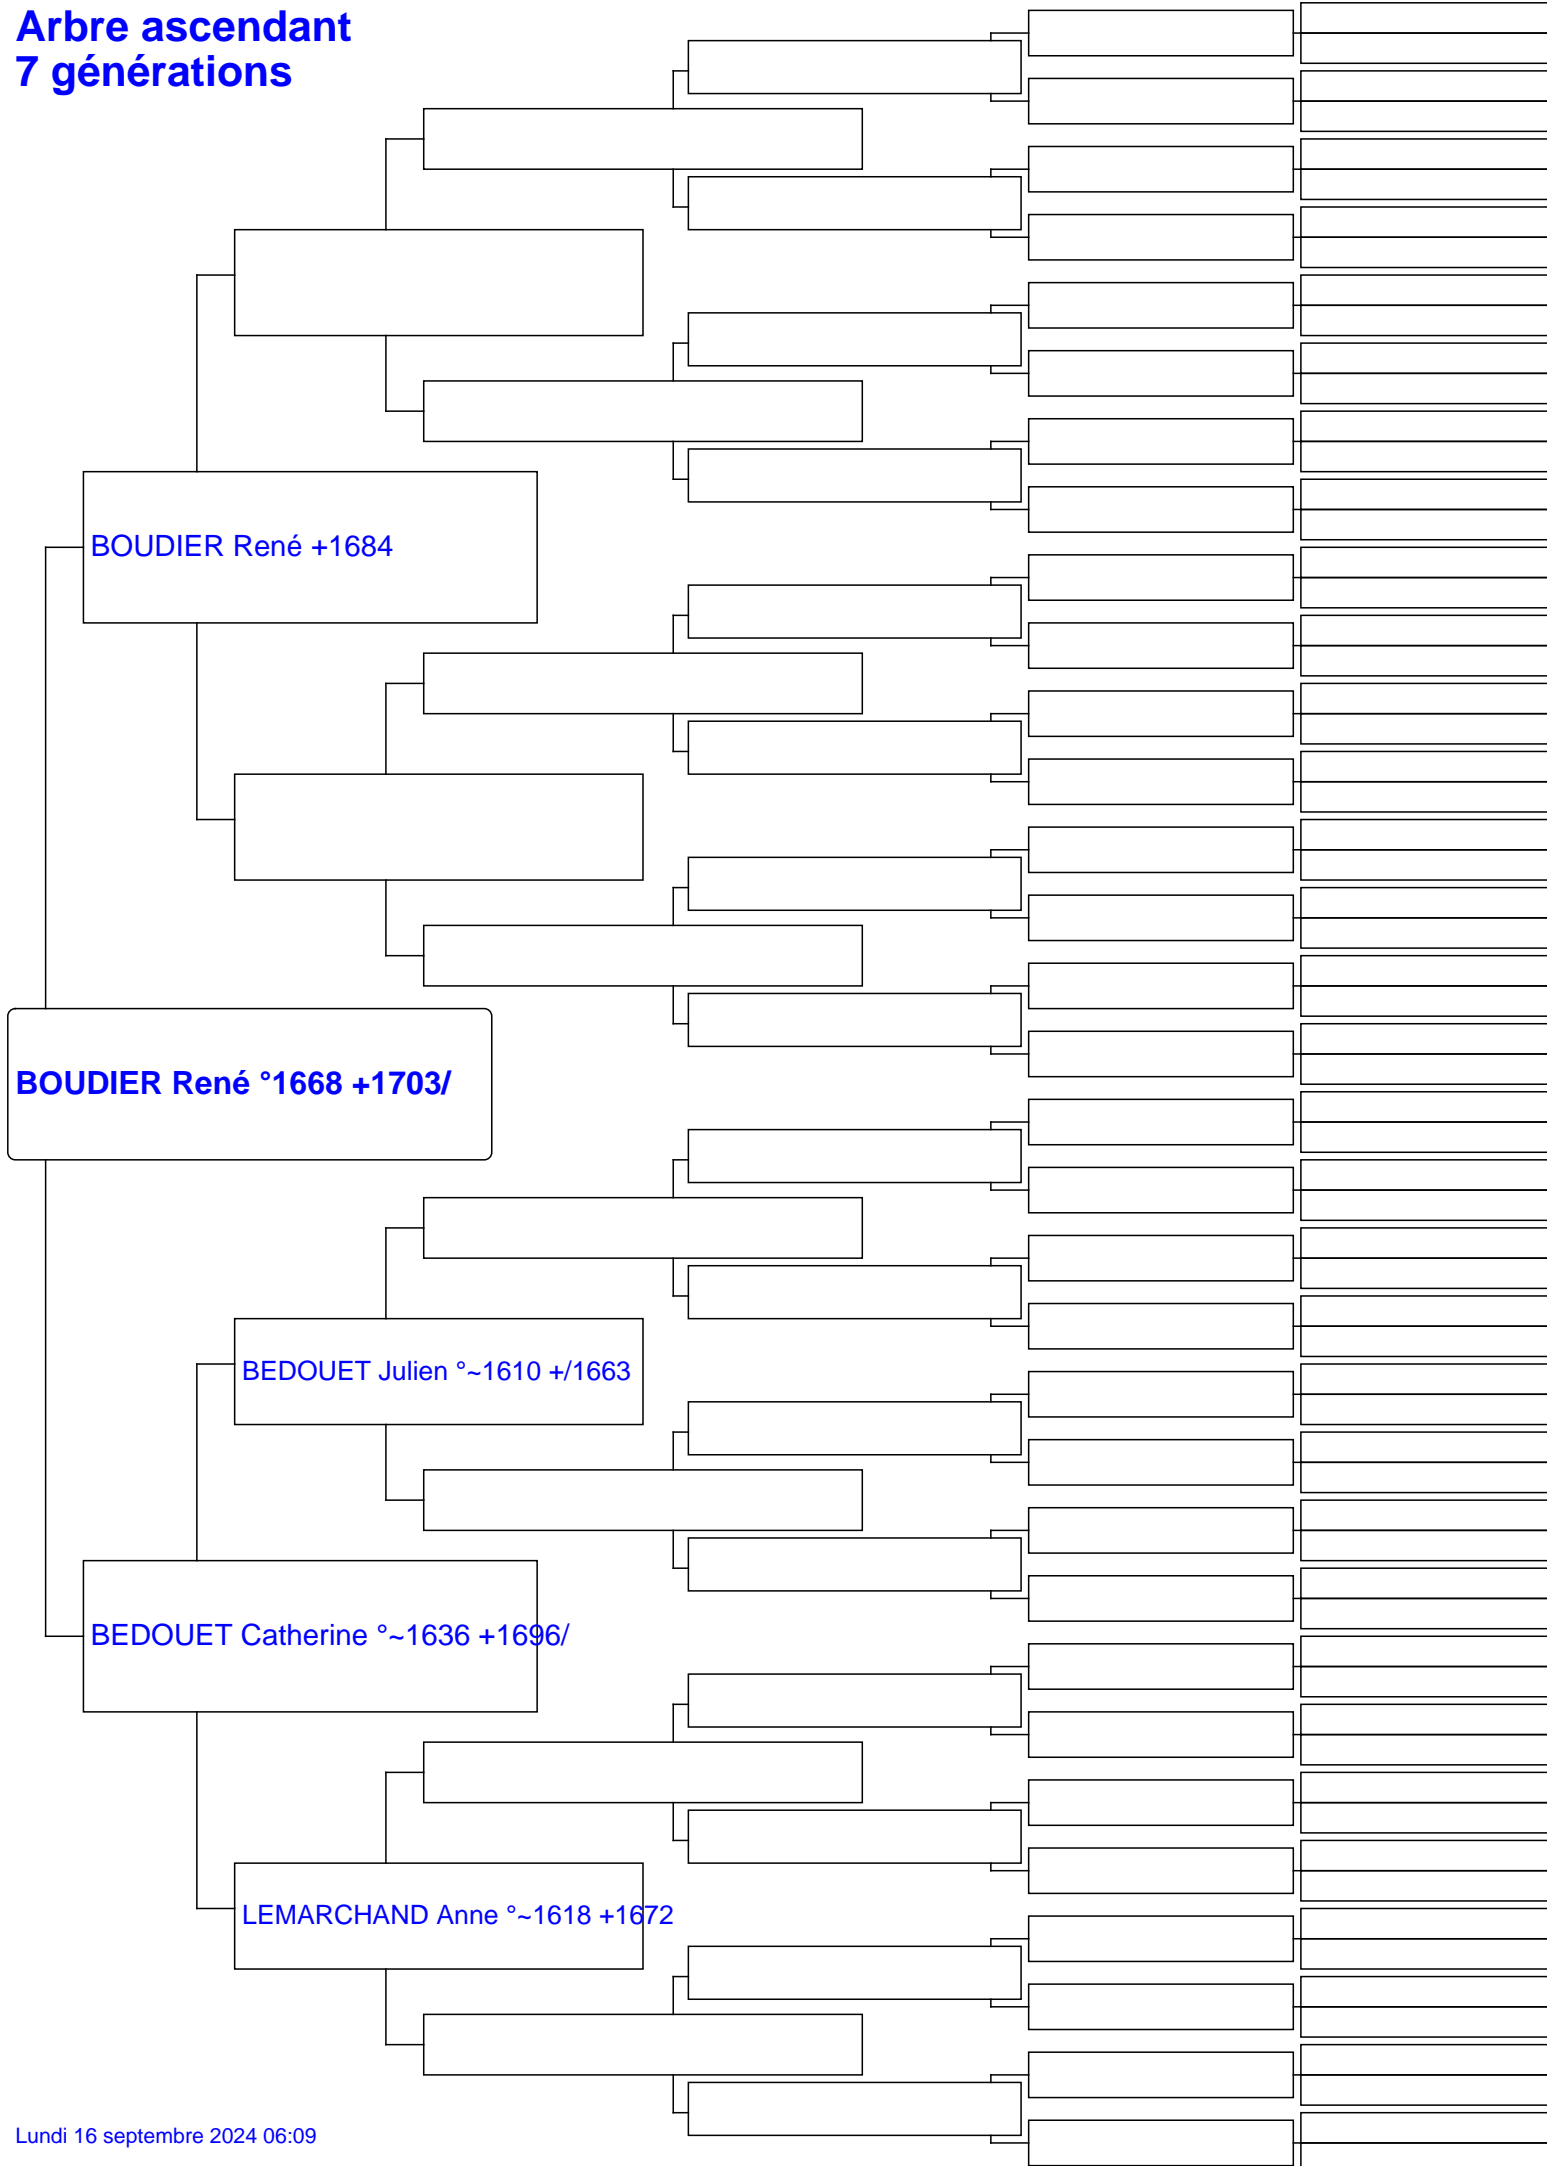 Arbre ascendant
7 générations
BOUDIER René +1684
BOUDIER René °1668 +1703/
BEDOUET Julien °~1610 +/1663
BEDOUET Catherine °~1636 +1696/
LEMARCHAND Anne °~1618 +1672
Lundi 16 septembre 2024 06:09